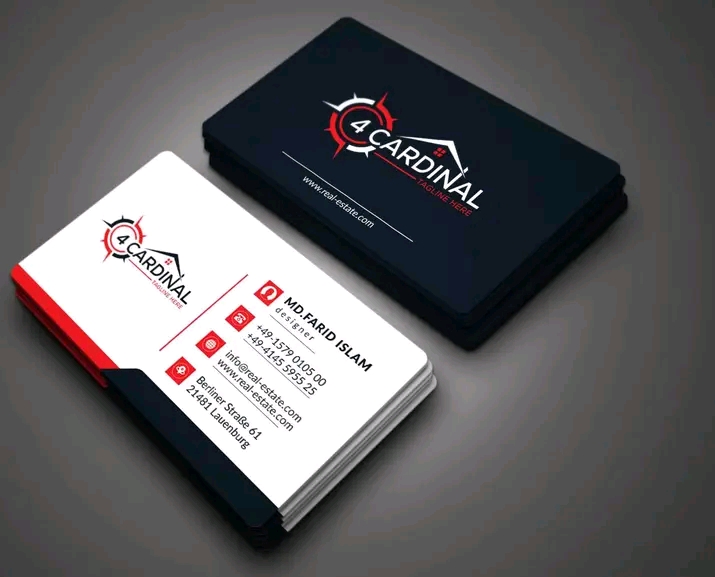 4 CARDINAL
TAGLINE HERE
www.real-estate.com
4 CARDINAL
TAGLINE HERE
MD.FARID ISLAM
designer
+49-1579 0105 00
+49-4145 5955 25
info@real-estate.com
www.real-estate.com
Berliner Straße 61
21481 Lauenburg